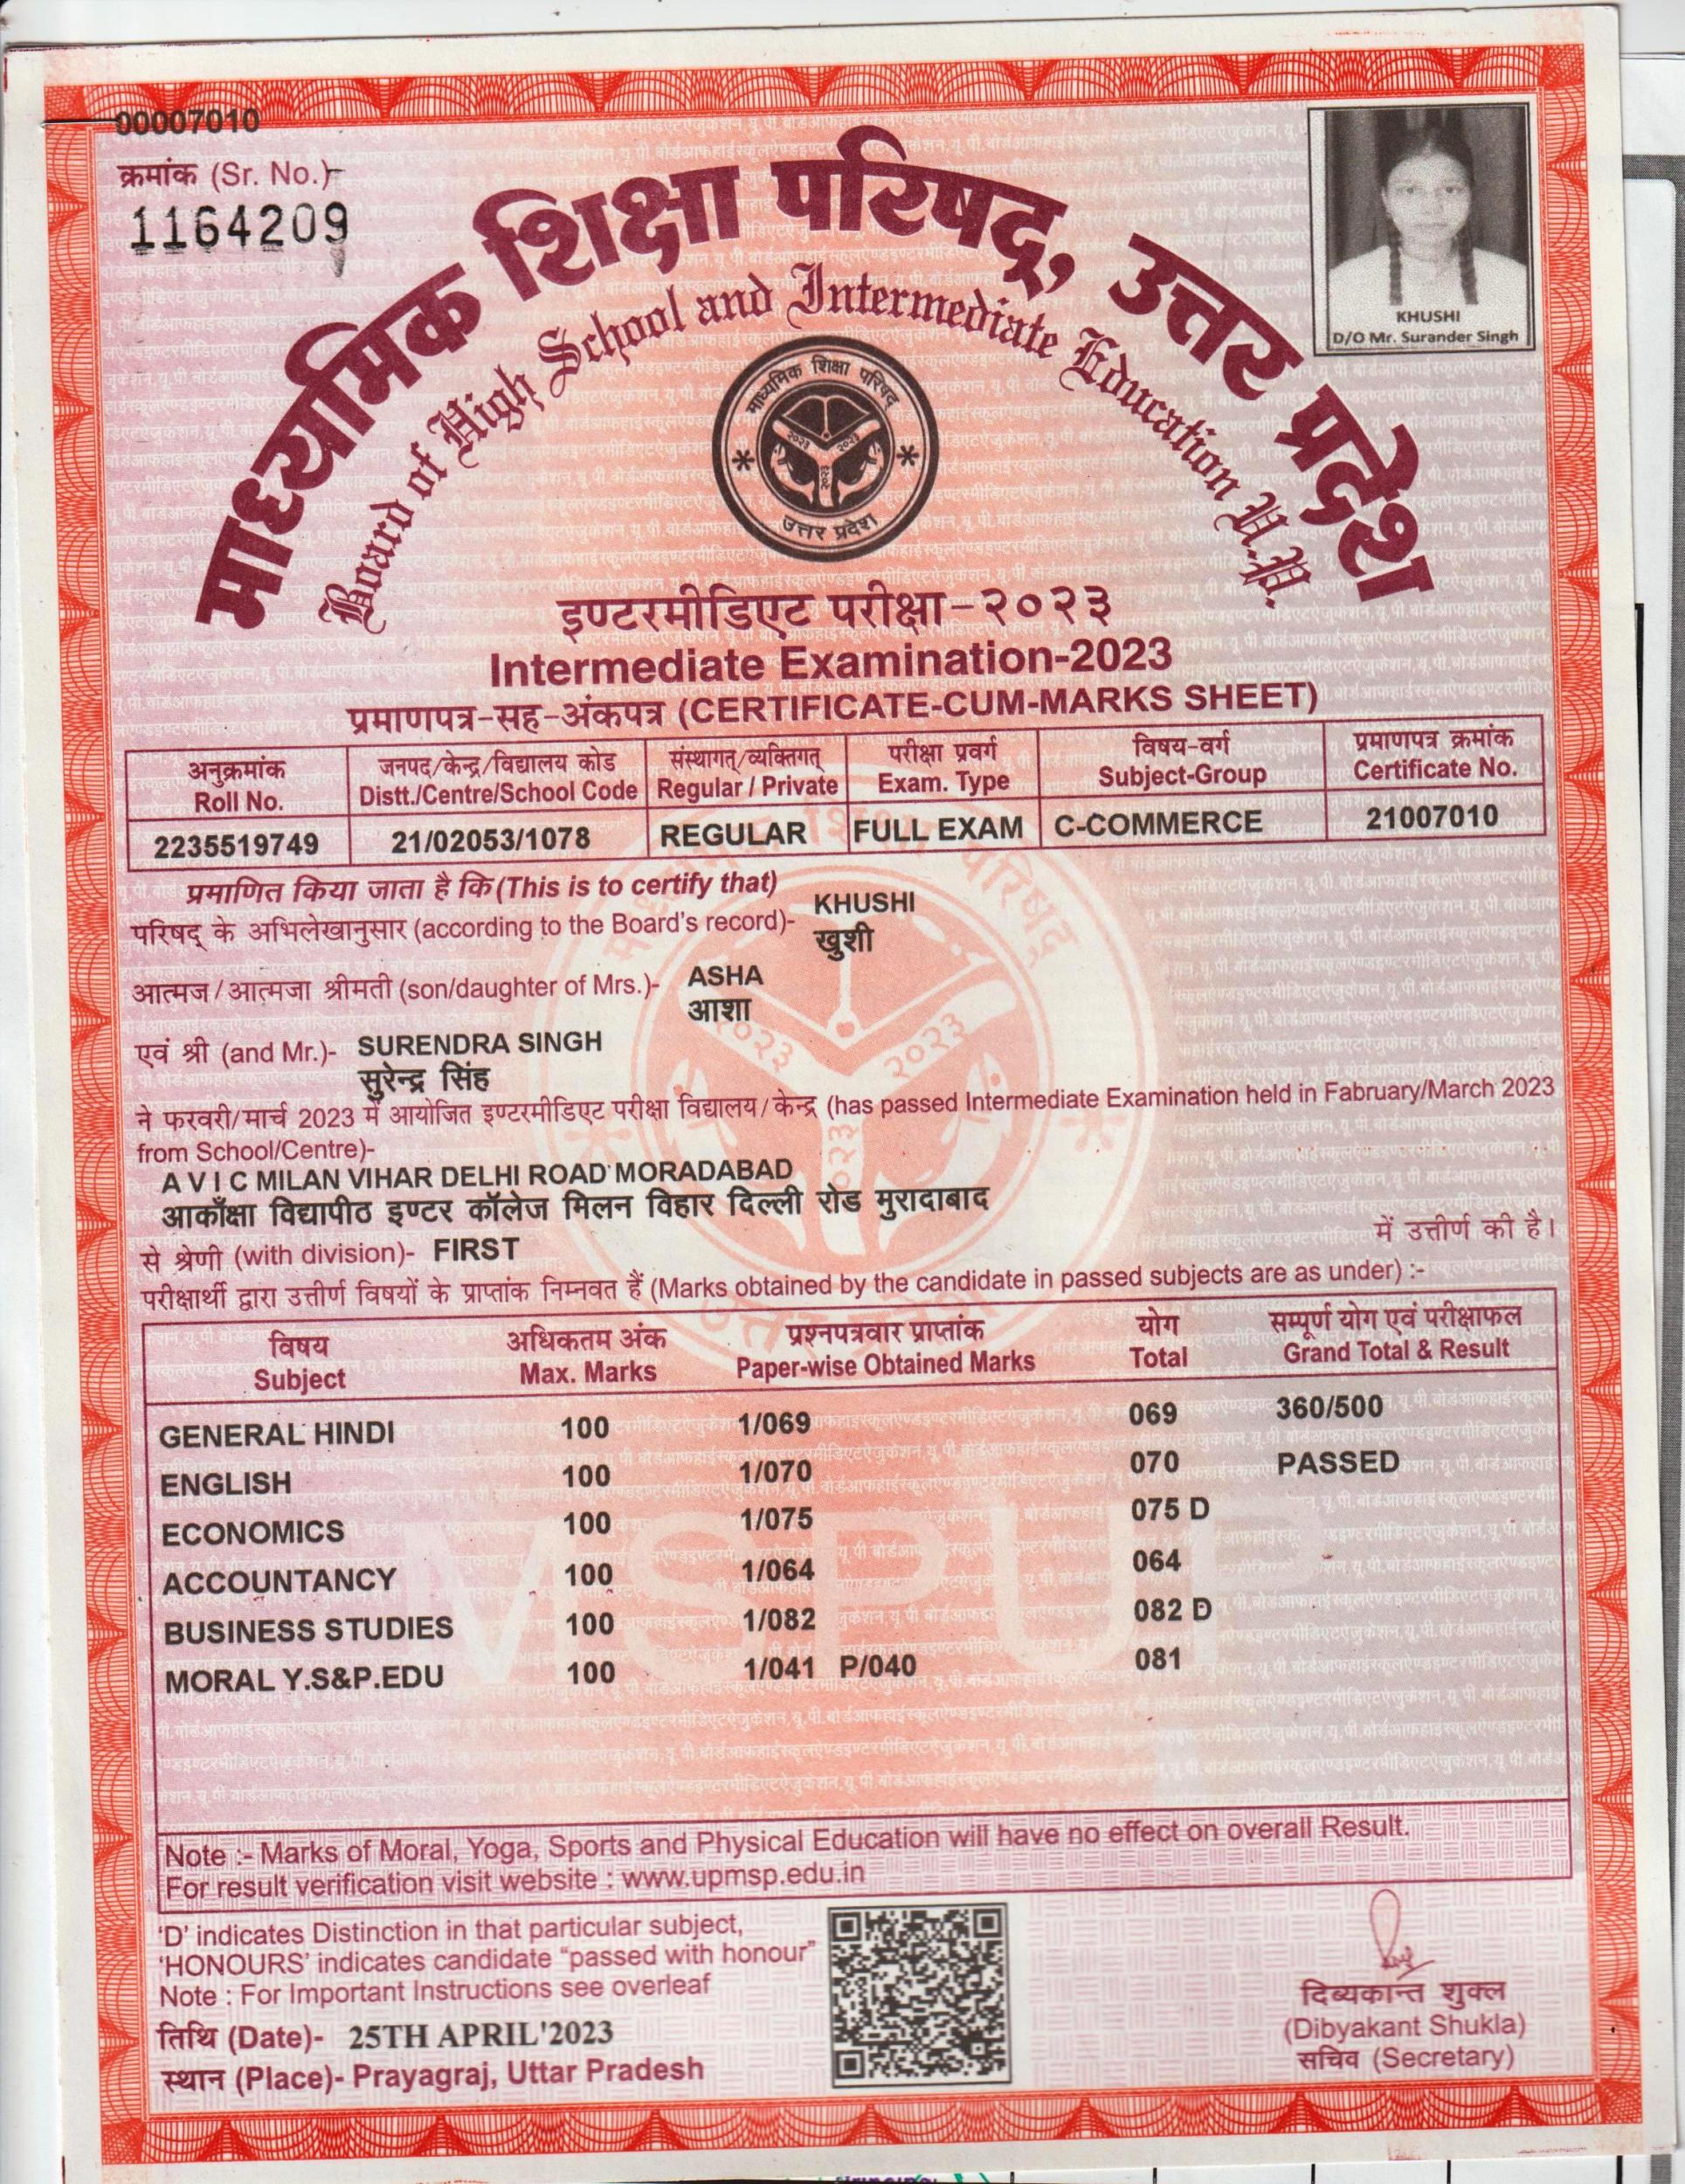 00007010
क्रमांक (Sr. No.)-
1164209
माध्यमिक शिक्षा परिषद्, उत्तर प्रदेश
Board of High School and Intermediate Education U.P.
KHUSHI
D/O Mr. Surander Singh
माध्यमिक शिक्षा परिषद्
२०२३ २०२३
२०२३
उत्तर प्रदेश
इण्टरमीडिएट परीक्षा-२०२३
Intermediate Examination-2023
प्रमाणपत्र-सह-अंकपत्र (CERTIFICATE-CUM-MARKS SHEET)
अनुक्रमांक जनपद/केन्द्र/विद्यालय कोड संस्थागत्/व्यक्तिगत् परीक्षा प्रवर्ग विषय-वर्ग प्रमाणपत्र क्रमांक
Roll No. Distt./Centre/School Code Regular / Private Exam. Type Subject-Group Certificate No.
2235519749 21/02053/1078 REGULAR FULL EXAM C-COMMERCE 21007010
प्रमाणित किया जाता है कि (This is to certify that)
परिषद् के अभिलेखानुसार (according to the Board's record)- KHUSHI
खुशी
आत्मज/आत्मजा श्रीमती (son/daughter of Mrs.)- ASHA
आशा
एवं श्री (and Mr.)- SURENDRA SINGH
सुरेन्द्र सिंह
ने फरवरी/मार्च 2023 में आयोजित इण्टरमीडिएट परीक्षा विद्यालय/केन्द्र (has passed Intermediate Examination held in Fabruary/March 2023
from School/Centre)-
A V I C MILAN VIHAR DELHI ROAD MORADABAD
आकाँक्षा विद्यापीठ इण्टर कॉलेज मिलन विहार दिल्ली रोड मुरादाबाद
से श्रेणी (with division)- FIRST में उत्तीर्ण की है।
परीक्षार्थी द्वारा उत्तीर्ण विषयों के प्राप्तांक निम्नवत हैं (Marks obtained by the candidate in passed subjects are as under) :-
विषय अधिकतम अंक प्रश्नपत्रवार प्राप्तांक योग सम्पूर्ण योग एवं परीक्षाफल
Subject Max. Marks Paper-wise Obtained Marks Total Grand Total & Result
GENERAL HINDI 100 1/069 069 360/500
ENGLISH 100 1/070 070 PASSED
ECONOMICS 100 1/075 075 D
ACCOUNTANCY 100 1/064 064
BUSINESS STUDIES 100 1/082 082 D
MORAL Y.S&P.EDU 100 1/041 P/040 081
Note :- Marks of Moral, Yoga, Sports and Physical Education will have no effect on overall Result.
For result verification visit website : www.upmsp.edu.in
'D' indicates Distinction in that particular subject,
'HONOURS' indicates candidate "passed with honour"
Note : For Important Instructions see overleaf
तिथि (Date)- 25TH APRIL'2023
स्थान (Place)- Prayagraj, Uttar Pradesh
दिब्यकान्त शुक्ल
(Dibyakant Shukla)
सचिव (Secretary)